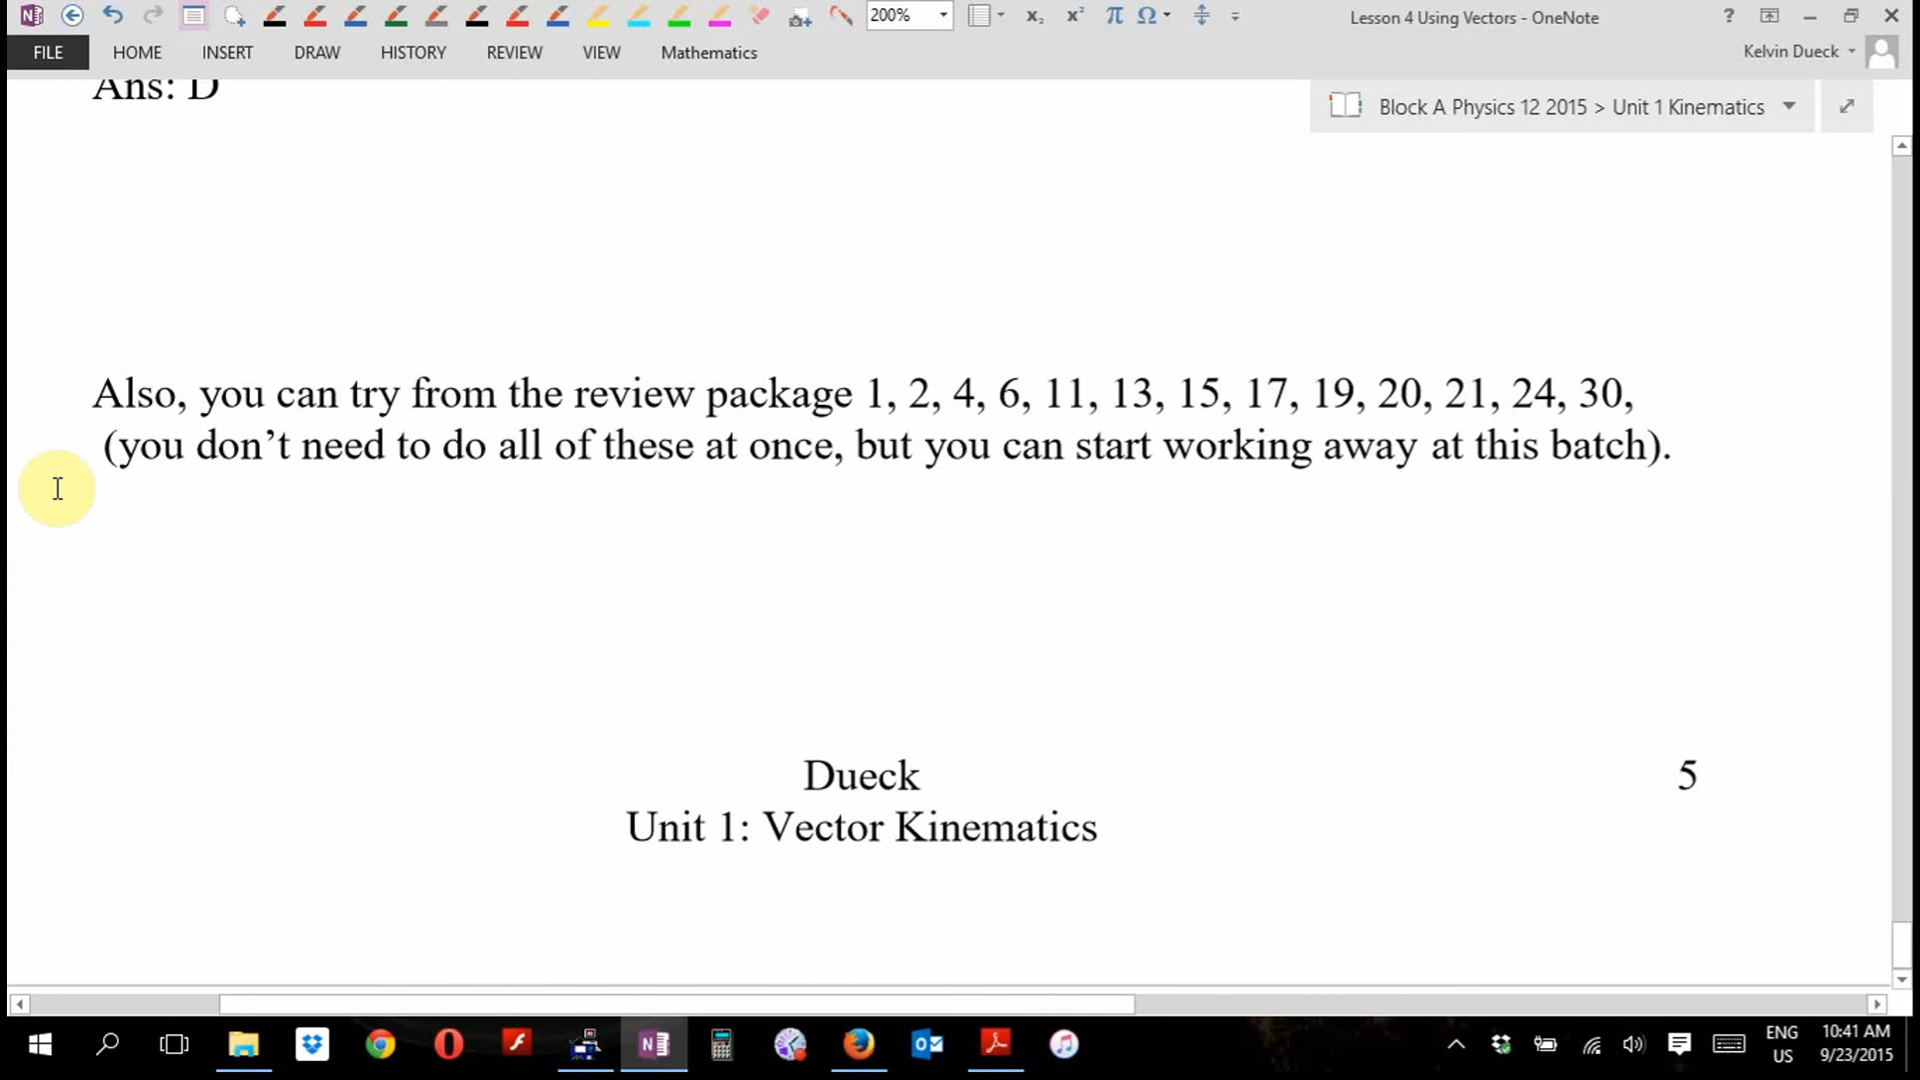 200%
x₂ x² π Ω
Lesson 4 Using Vectors - OneNote
?
FILE HOME INSERT DRAW HISTORY REVIEW VIEW Mathematics
Kelvin Dueck
Ans: D
Block A Physics 12 2015 > Unit 1 Kinematics
Also, you can try from the review package 1, 2, 4, 6, 11, 13, 15, 17, 19, 20, 21, 24, 30,
(you don’t need to do all of these at once, but you can start working away at this batch).
Dueck 5
Unit 1: Vector Kinematics
ENG 10:41 AM
US 9/23/2015